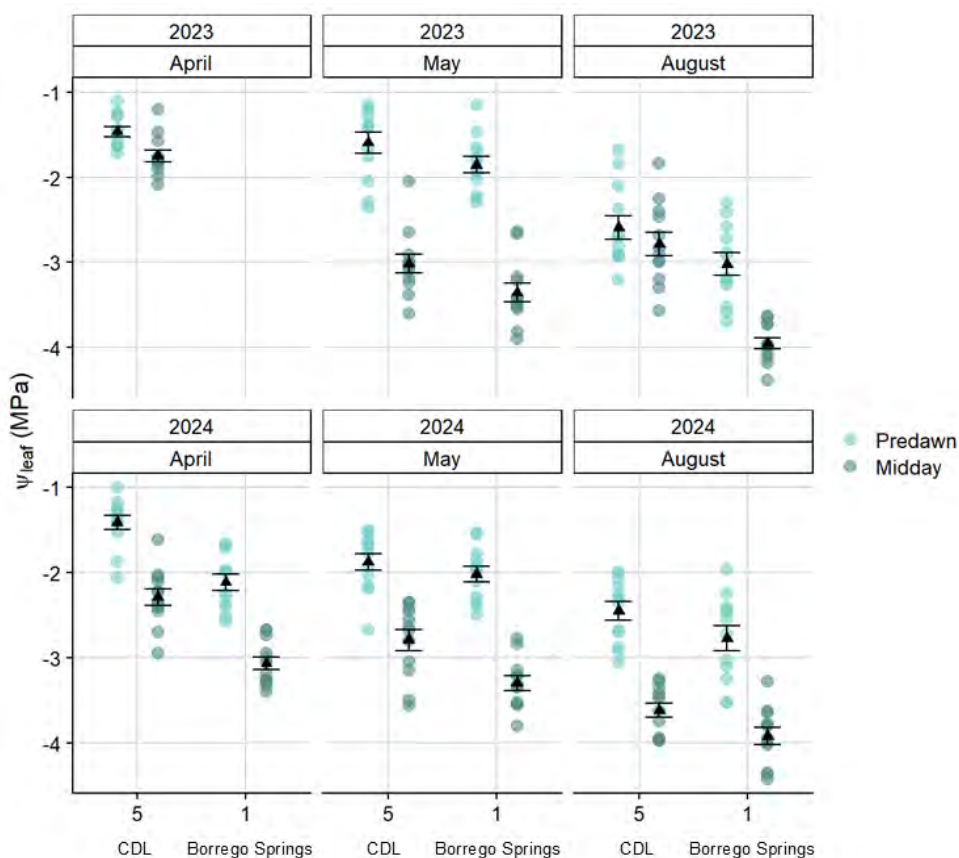 2023 2023 2023
April May August
-1
-2
-3
-4
Ψleaf (MPa)
2024 2024 2024
April May August
Predawn
Midday
-1
-2
-3
-4
5 1 5 1 5 1
CDL Borrego Springs CDL Borrego Springs CDL Borrego Springs